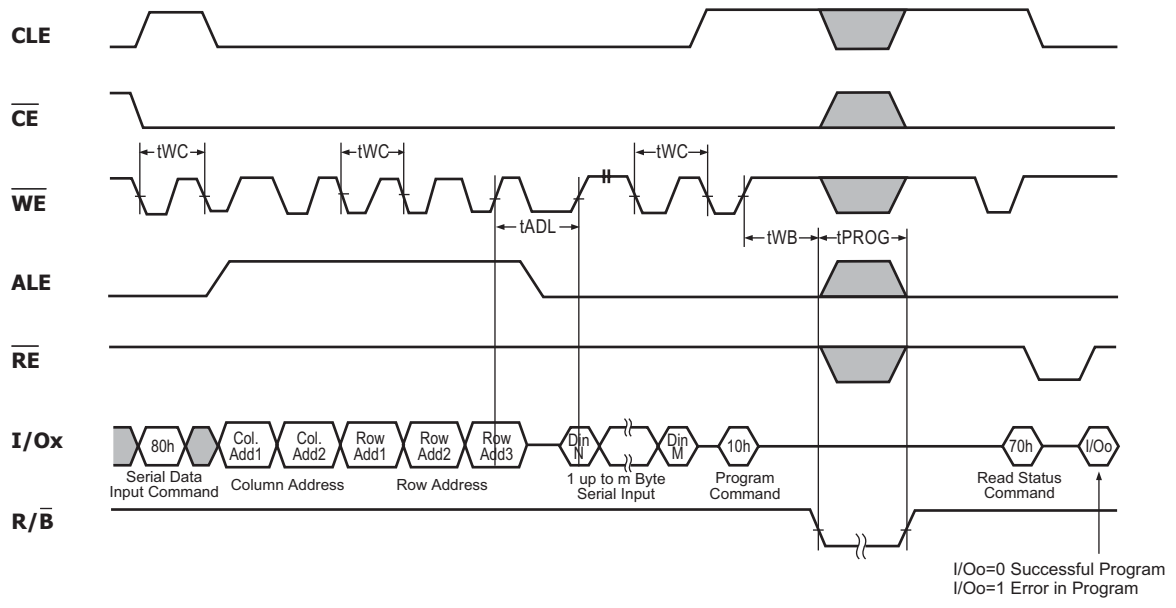 CLE
CE
tWC
tWC
tWC
WE
tADL
tWB
tPROG
ALE
RE
I/Ox
80h
Col.
Add1
Col.
Add2
Row
Add1
Row
Add2
Row
Add3
Din
N
Din
M
10h
70h
I/Oo
Serial Data
Input Command
Column Address
Row Address
1 up to m Byte
Serial Input
Program
Command
Read Status
Command
R/B
I/Oo=0 Successful Program
I/Oo=1 Error in Program